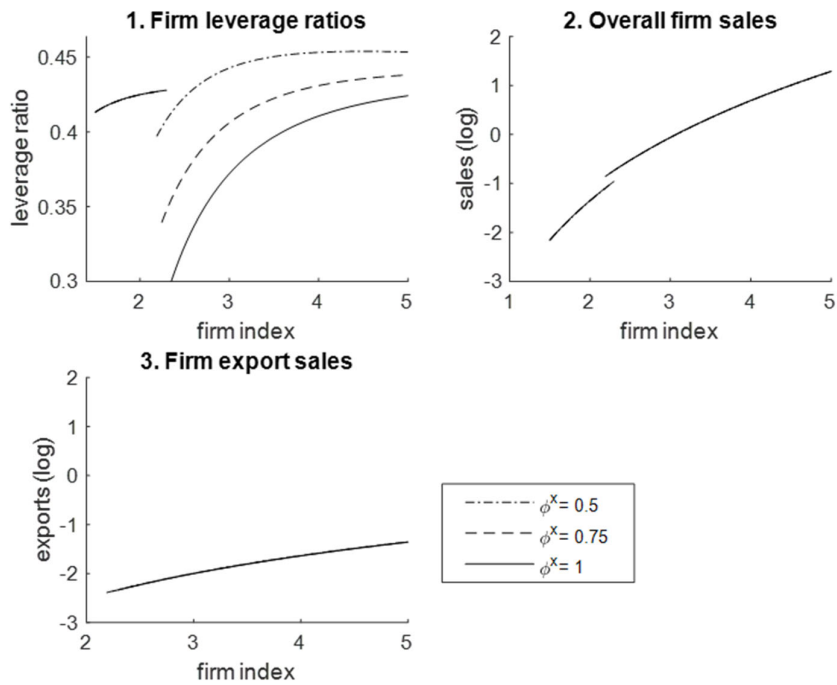 1. Firm leverage ratios
0.45
0.4
0.35
0.3
leverage ratio
2 3 4 5
firm index
2. Overall firm sales
2
1
0
-1
-2
-3
sales (log)
1 2 3 4 5
firm index
3. Firm export sales
2
1
0
-1
-2
-3
exports (log)
2 3 4 5
firm index
ϕˣ= 0.5
ϕˣ= 0.75
ϕˣ= 1